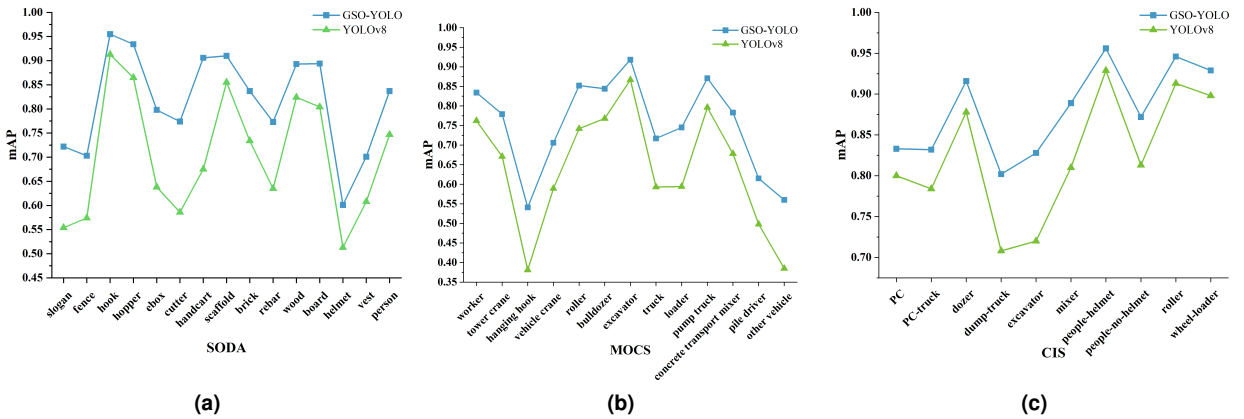 mAP
1.00
0.95
0.90
0.85
0.80
0.75
0.70
0.65
0.60
0.55
0.50
0.45
GSO-YOLO
YOLOv8
slogan
fence
hook
hopper
ebox
cutter
handcart
scaffold
brick
rebar
wood
board
helmet
vest
person
SODA
(a)
mAP
1.00
0.95
0.90
0.85
0.80
0.75
0.70
0.65
0.60
0.55
0.50
0.45
0.40
0.35
GSO-YOLO
YOLOv8
worker
tower crane
hanging hook
vehicle crane
roller
bulldozer
excavator
truck
loader
pump truck
concrete transport mixer
pile driver
other vehicle
MOCS
(b)
mAP
1.00
0.95
0.90
0.85
0.80
0.75
0.70
GSO-YOLO
YOLOv8
PC
PC-truck
dozer
dump-truck
excavator
mixer
people-helmet
people-no-helmet
roller
wheel-loader
CIS
(c)